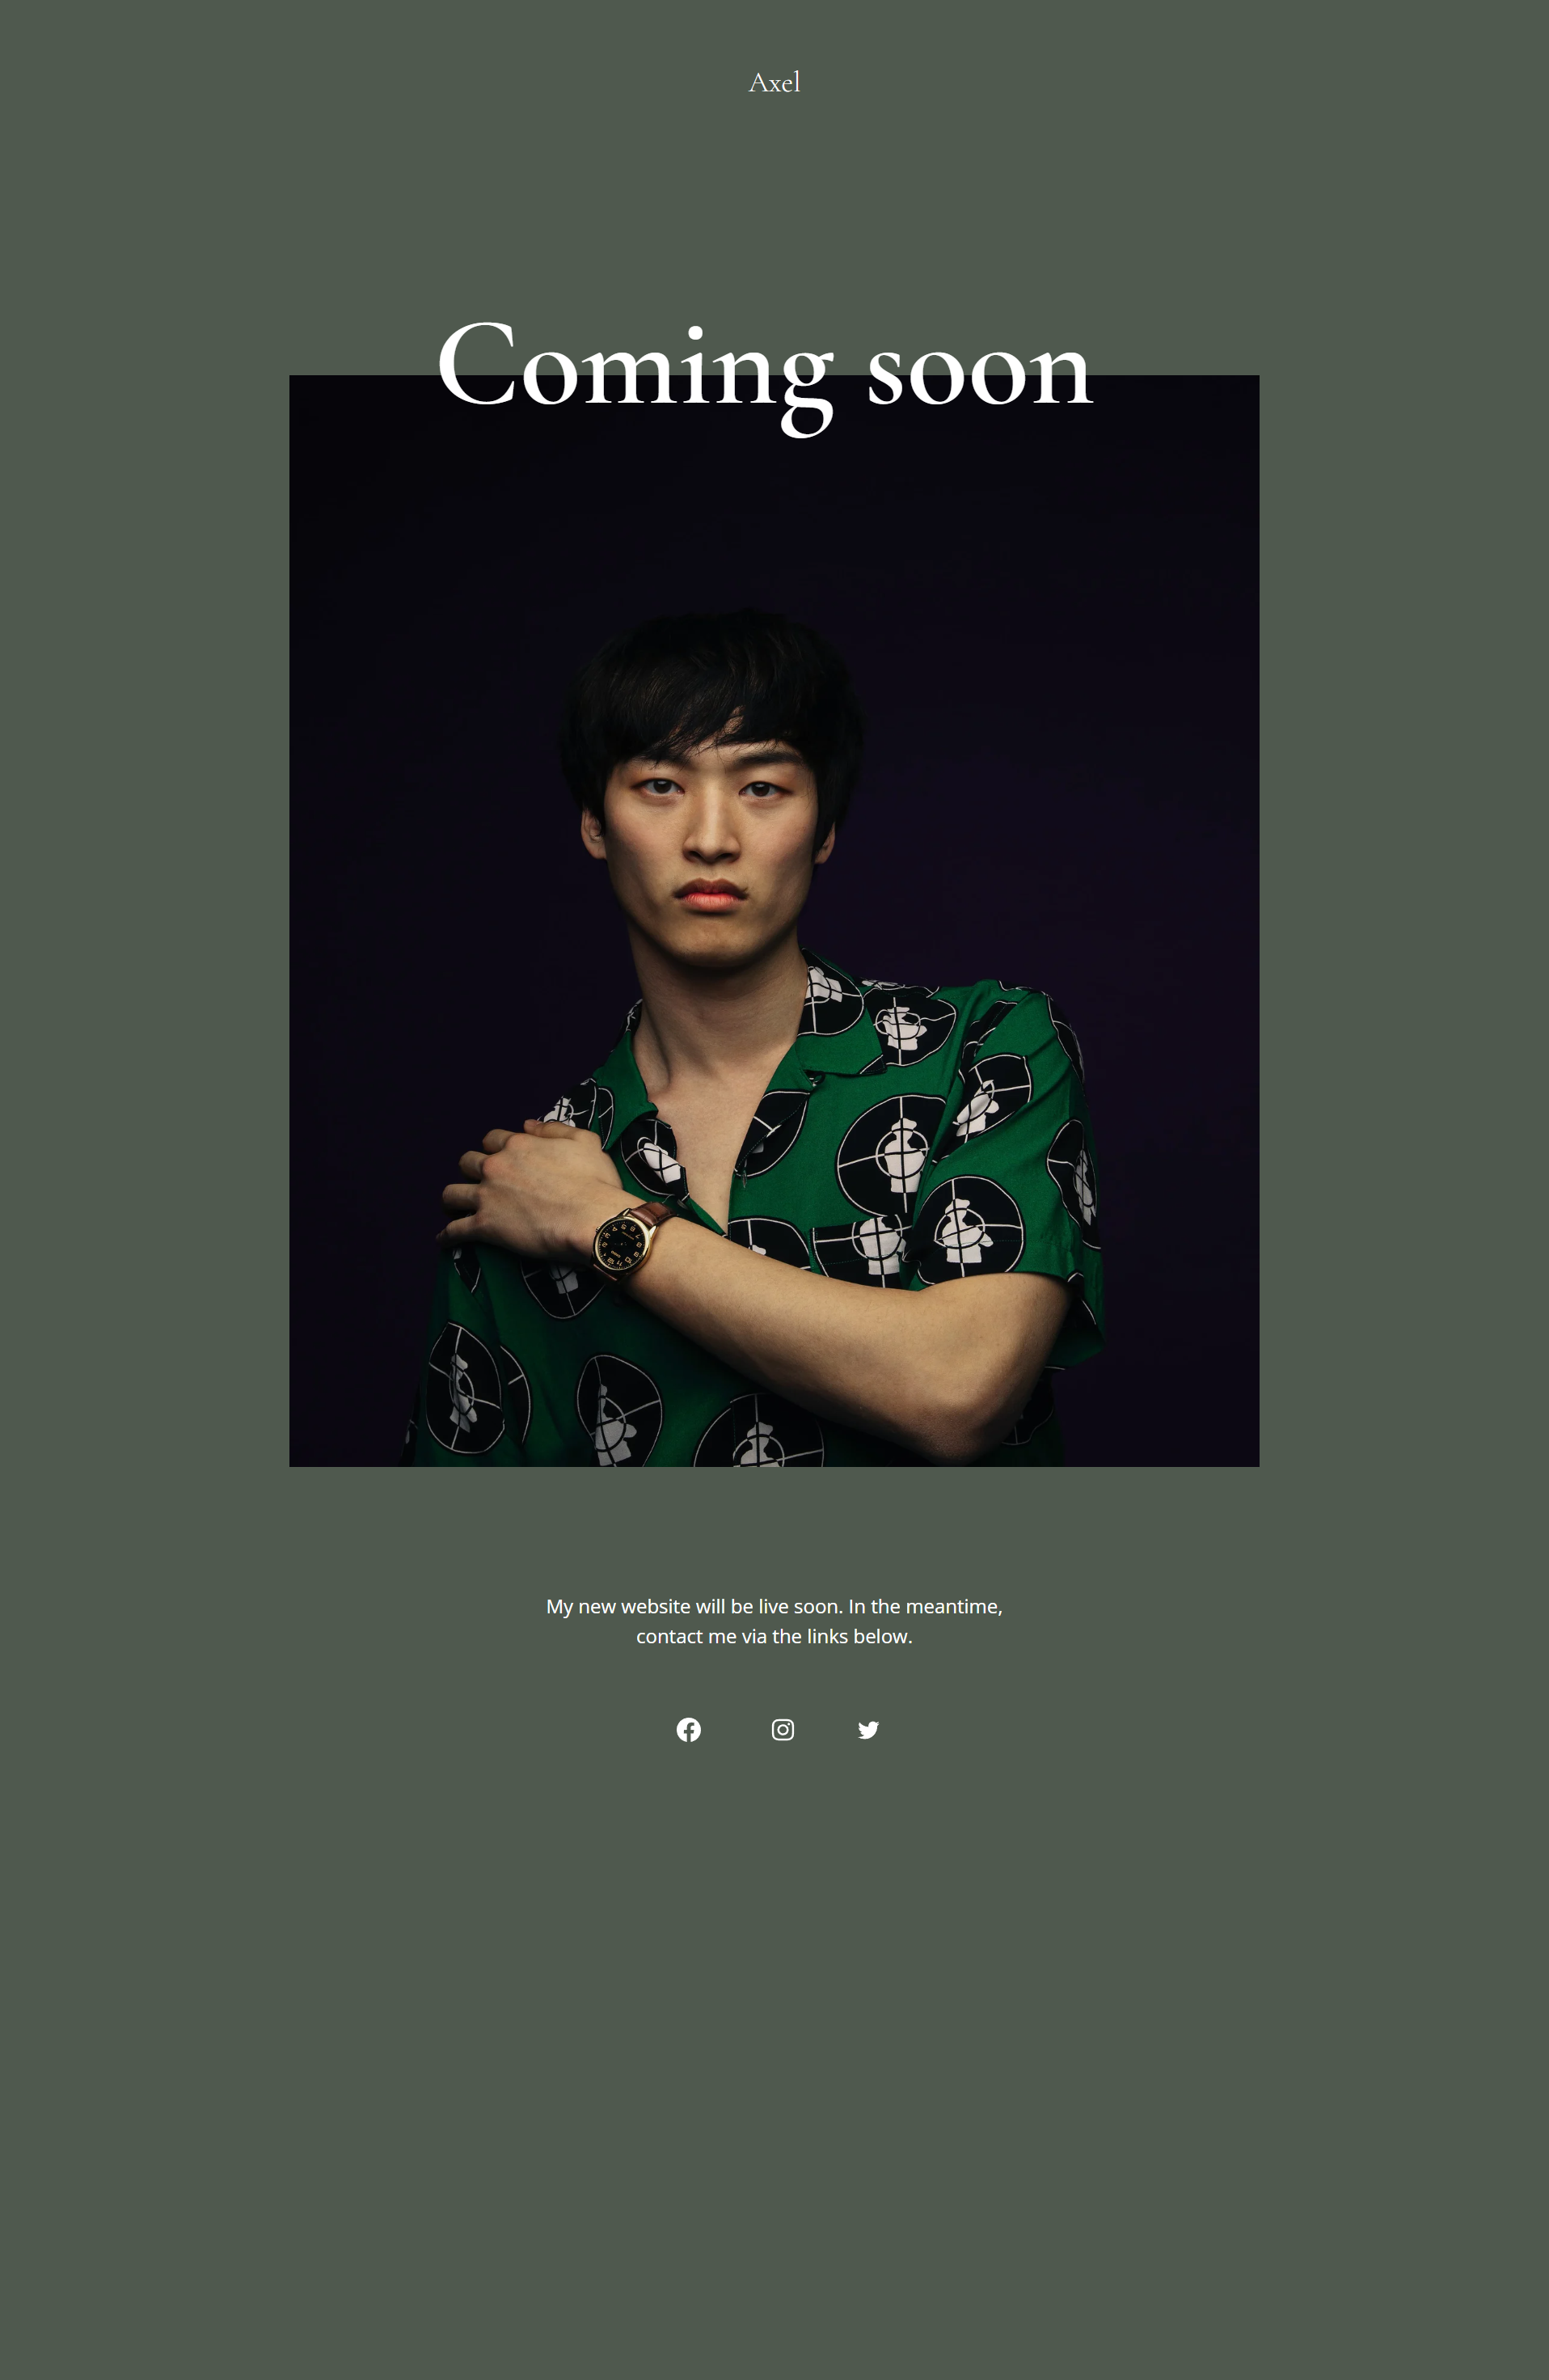 Axel
Coming soon
My new website will be live soon. In the meantime,
contact me via the links below.